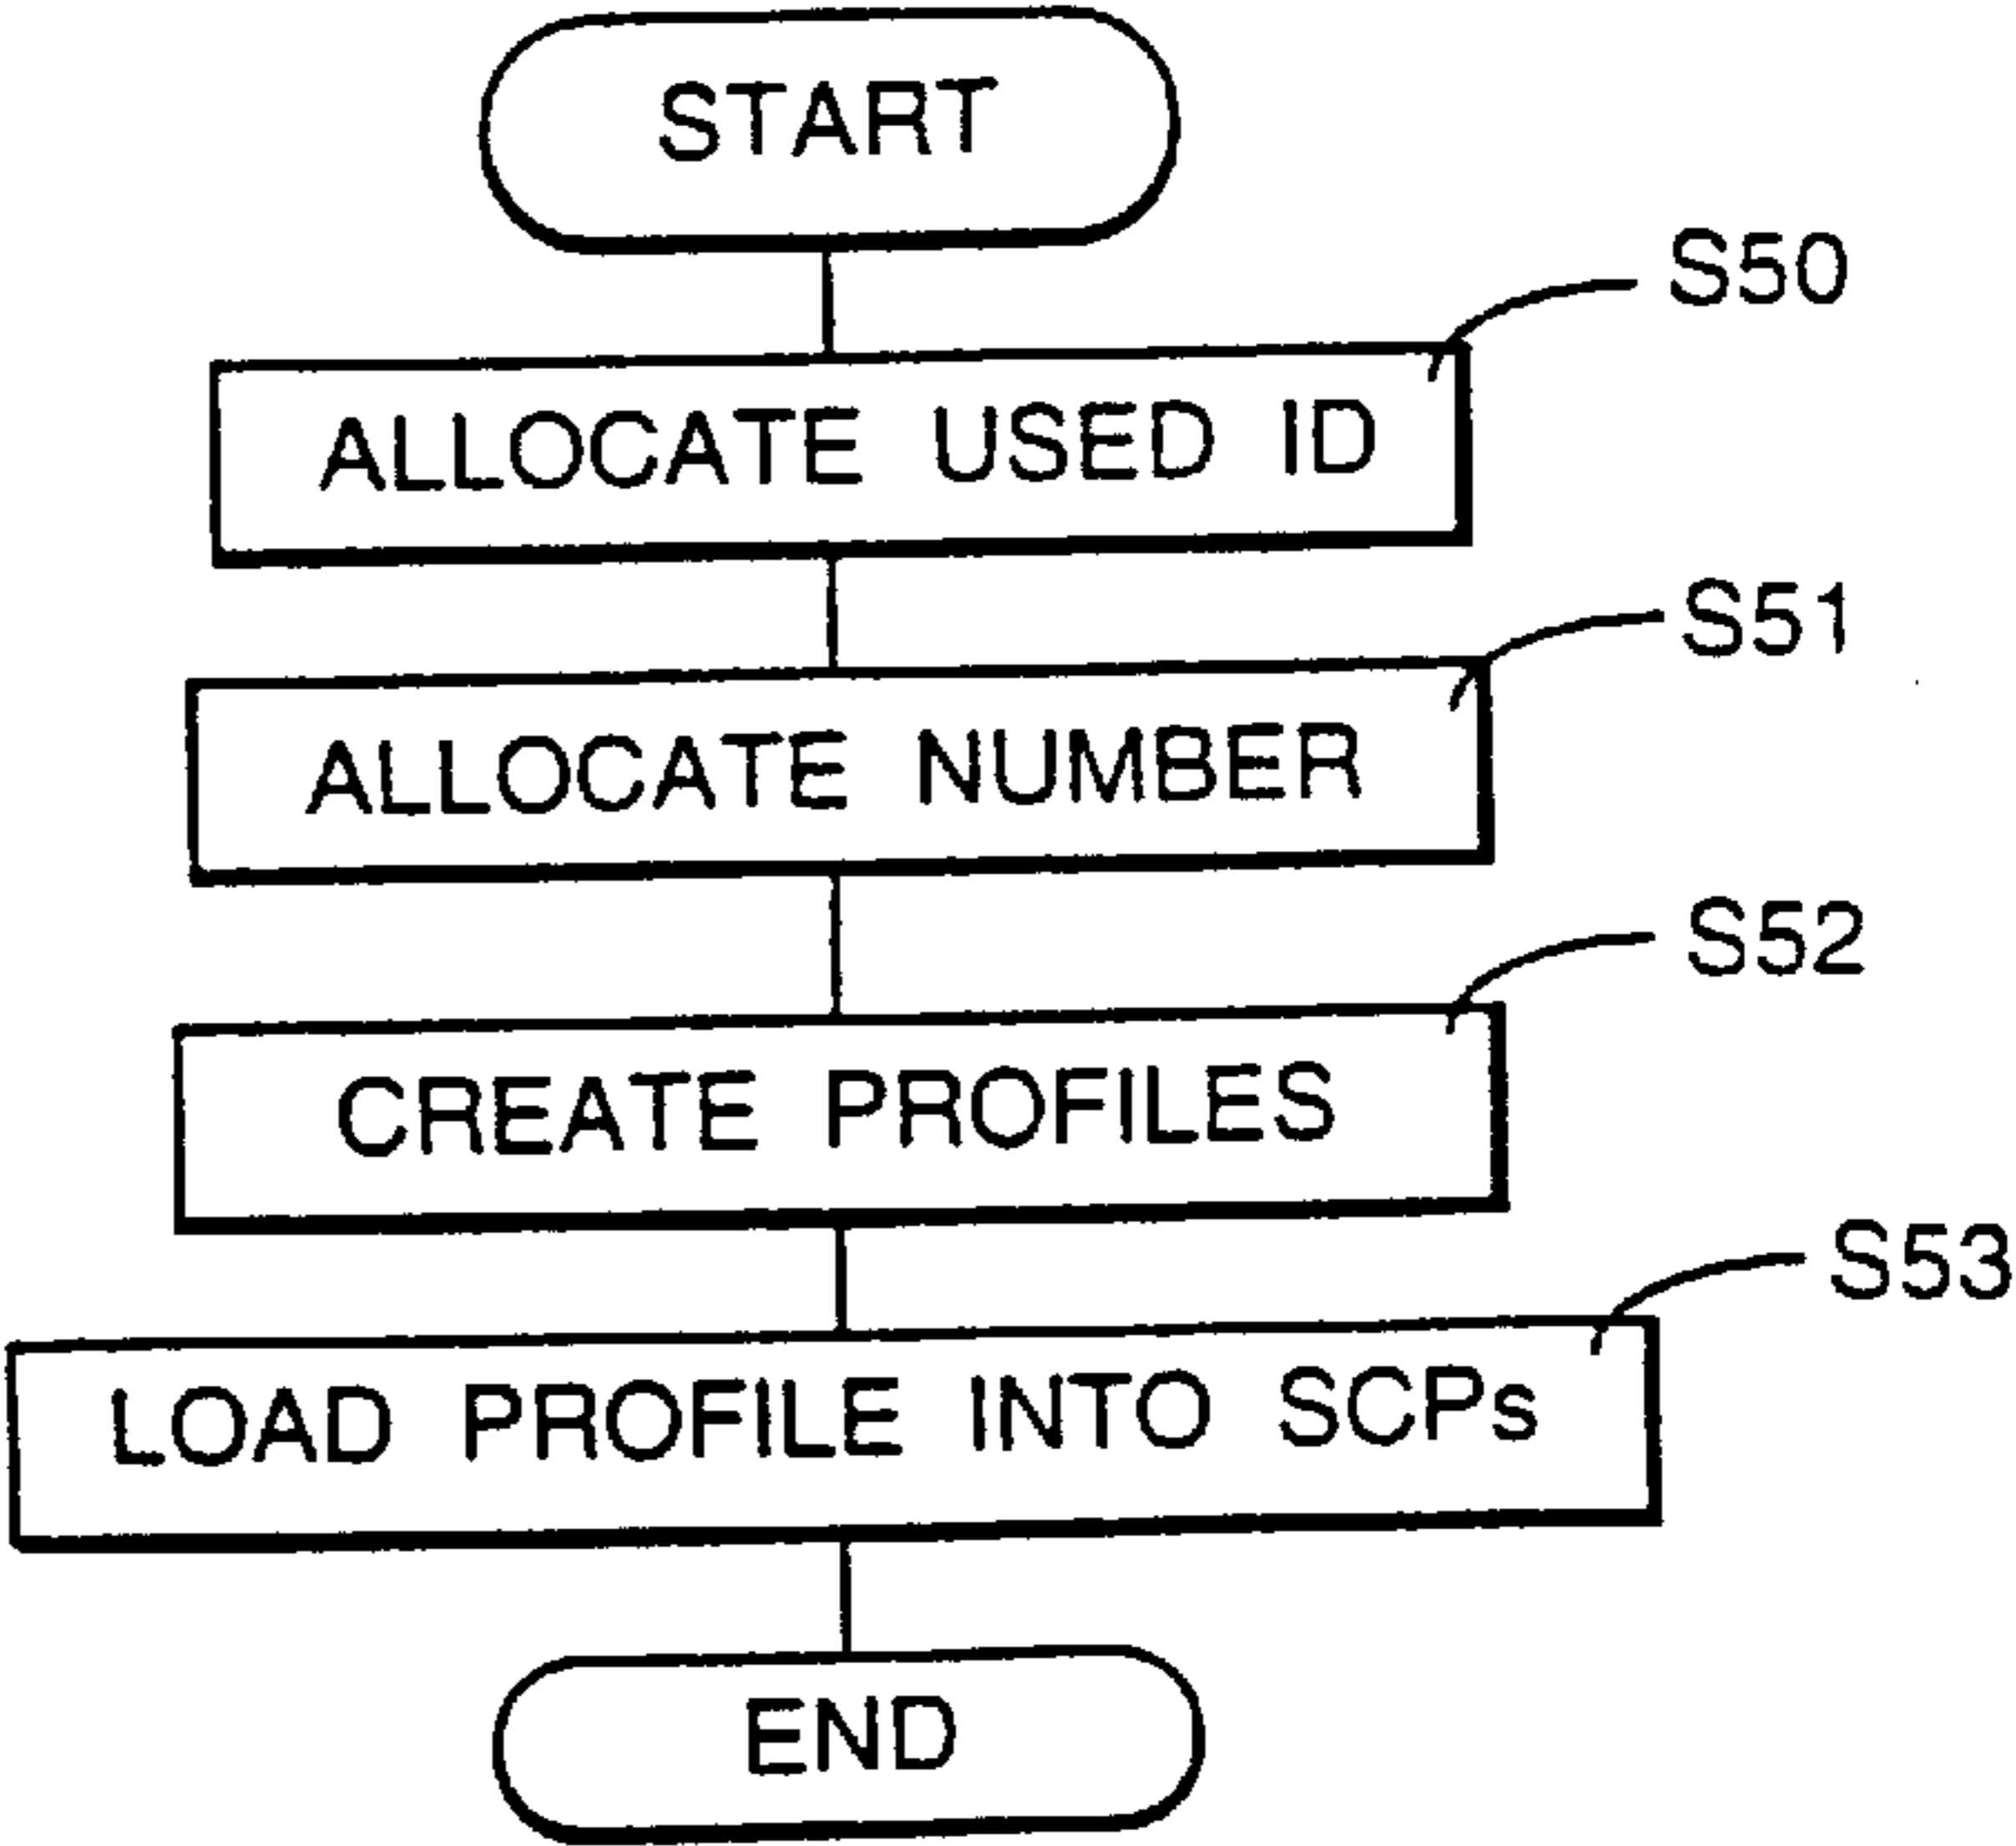 START
S50
ALLOCATE USED ID
S51
ALLOCATE NUMBER
S52
CREATE PROFILES
S53
LOAD PROFILE INTO SCPs
END